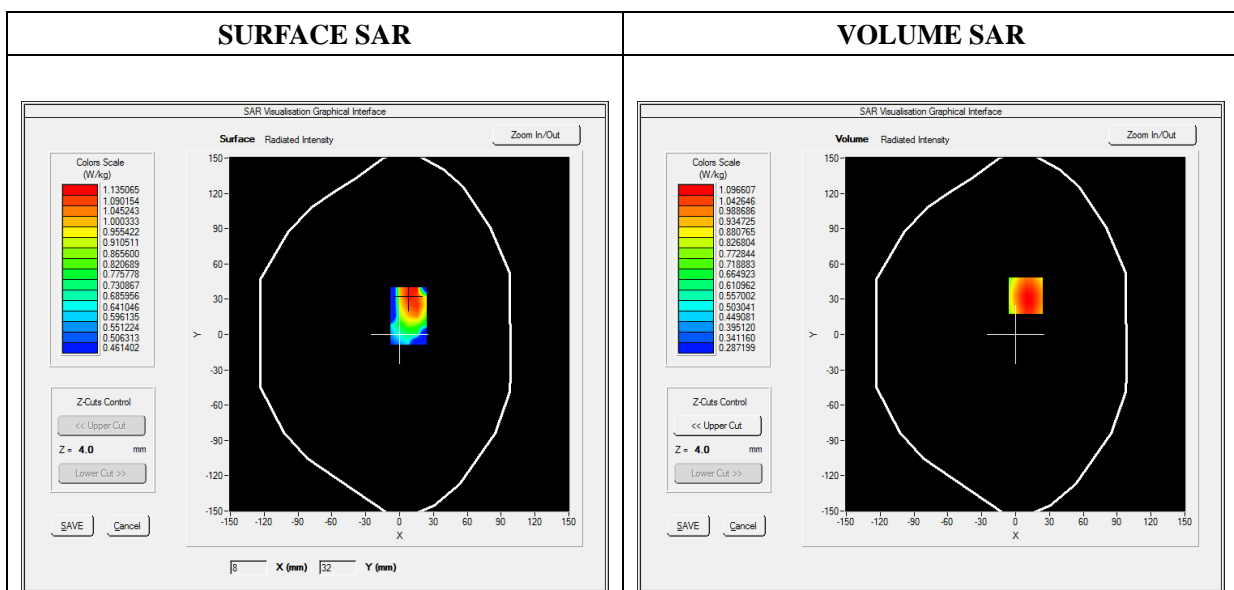 SURFACE SAR
VOLUME SAR
SAR Visualisation Graphical Interface
Surface Radiated Intensity
Zoom In/Out
Colors Scale
(W/kg)
1.135065
1.090154
1.045243
1.000333
0.955422
0.910511
0.865600
0.820689
0.775778
0.730867
0.685956
0.641046
0.596135
0.551224
0.506313
0.461402
Z-Cuts Control
<< Upper Cut
Z = 4.0 mm
Lower Cut >>
SAVE Cancel
150
120
90
60
30
0
-30
-60
-90
-120
-150
Y
-150 -120 -90 -60 -30 0 30 60 90 120 150
X
8 X (mm) 32 Y (mm)
SAR Visualisation Graphical Interface
Volume Radiated Intensity
Zoom In/Out
Colors Scale
(W/kg)
1.096607
1.042646
0.988686
0.934725
0.880765
0.826804
0.772844
0.718883
0.664923
0.610962
0.557002
0.503041
0.449081
0.395120
0.341160
0.287199
Z-Cuts Control
<< Upper Cut
Z = 4.0 mm
Lower Cut >>
SAVE Cancel
150
120
90
60
30
0
-30
-60
-90
-120
-150
Y
-150 -120 -90 -60 -30 0 30 60 90 120 150
X